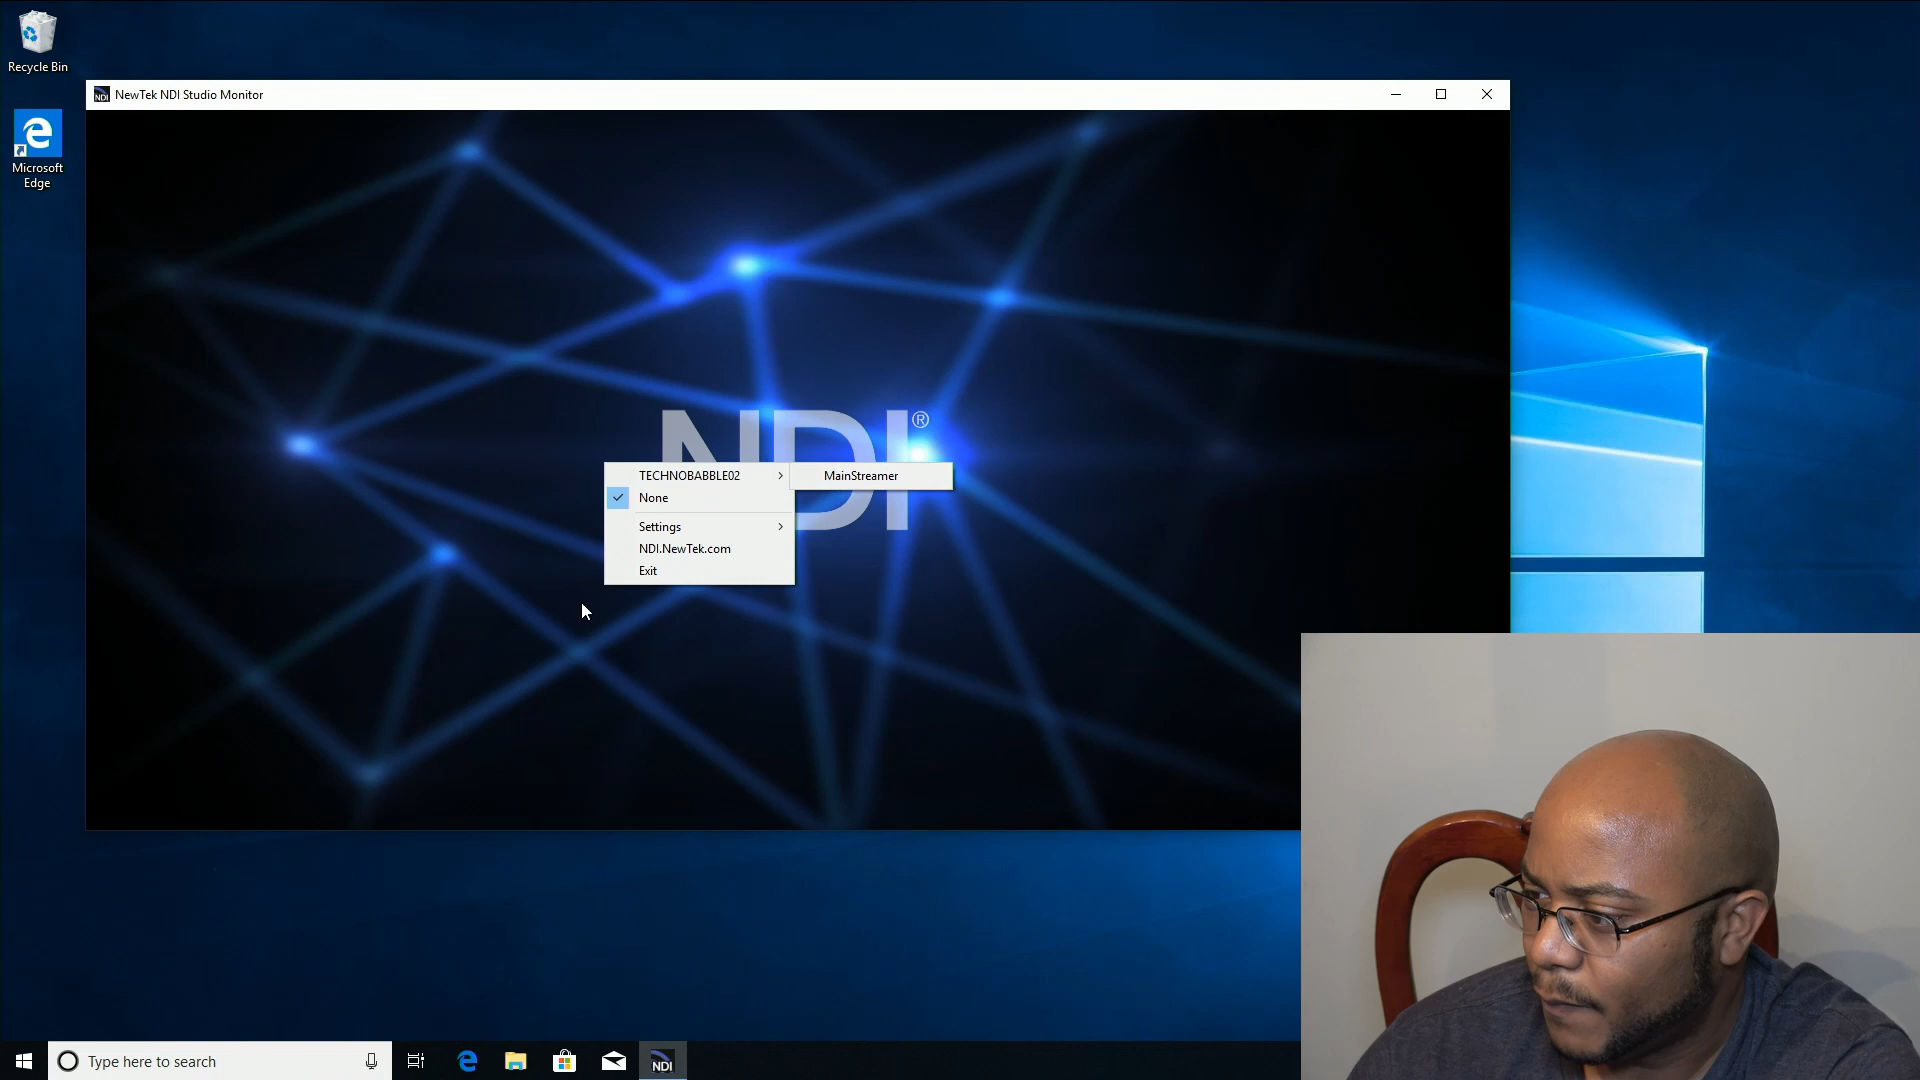 Recycle Bin
NewTek NDI Studio Monitor
Microsoft
Edge
NDI®
TECHNOBABBLE02
MainStreamer
None
Settings
NDI.NewTek.com
Exit
Type here to search
NDI